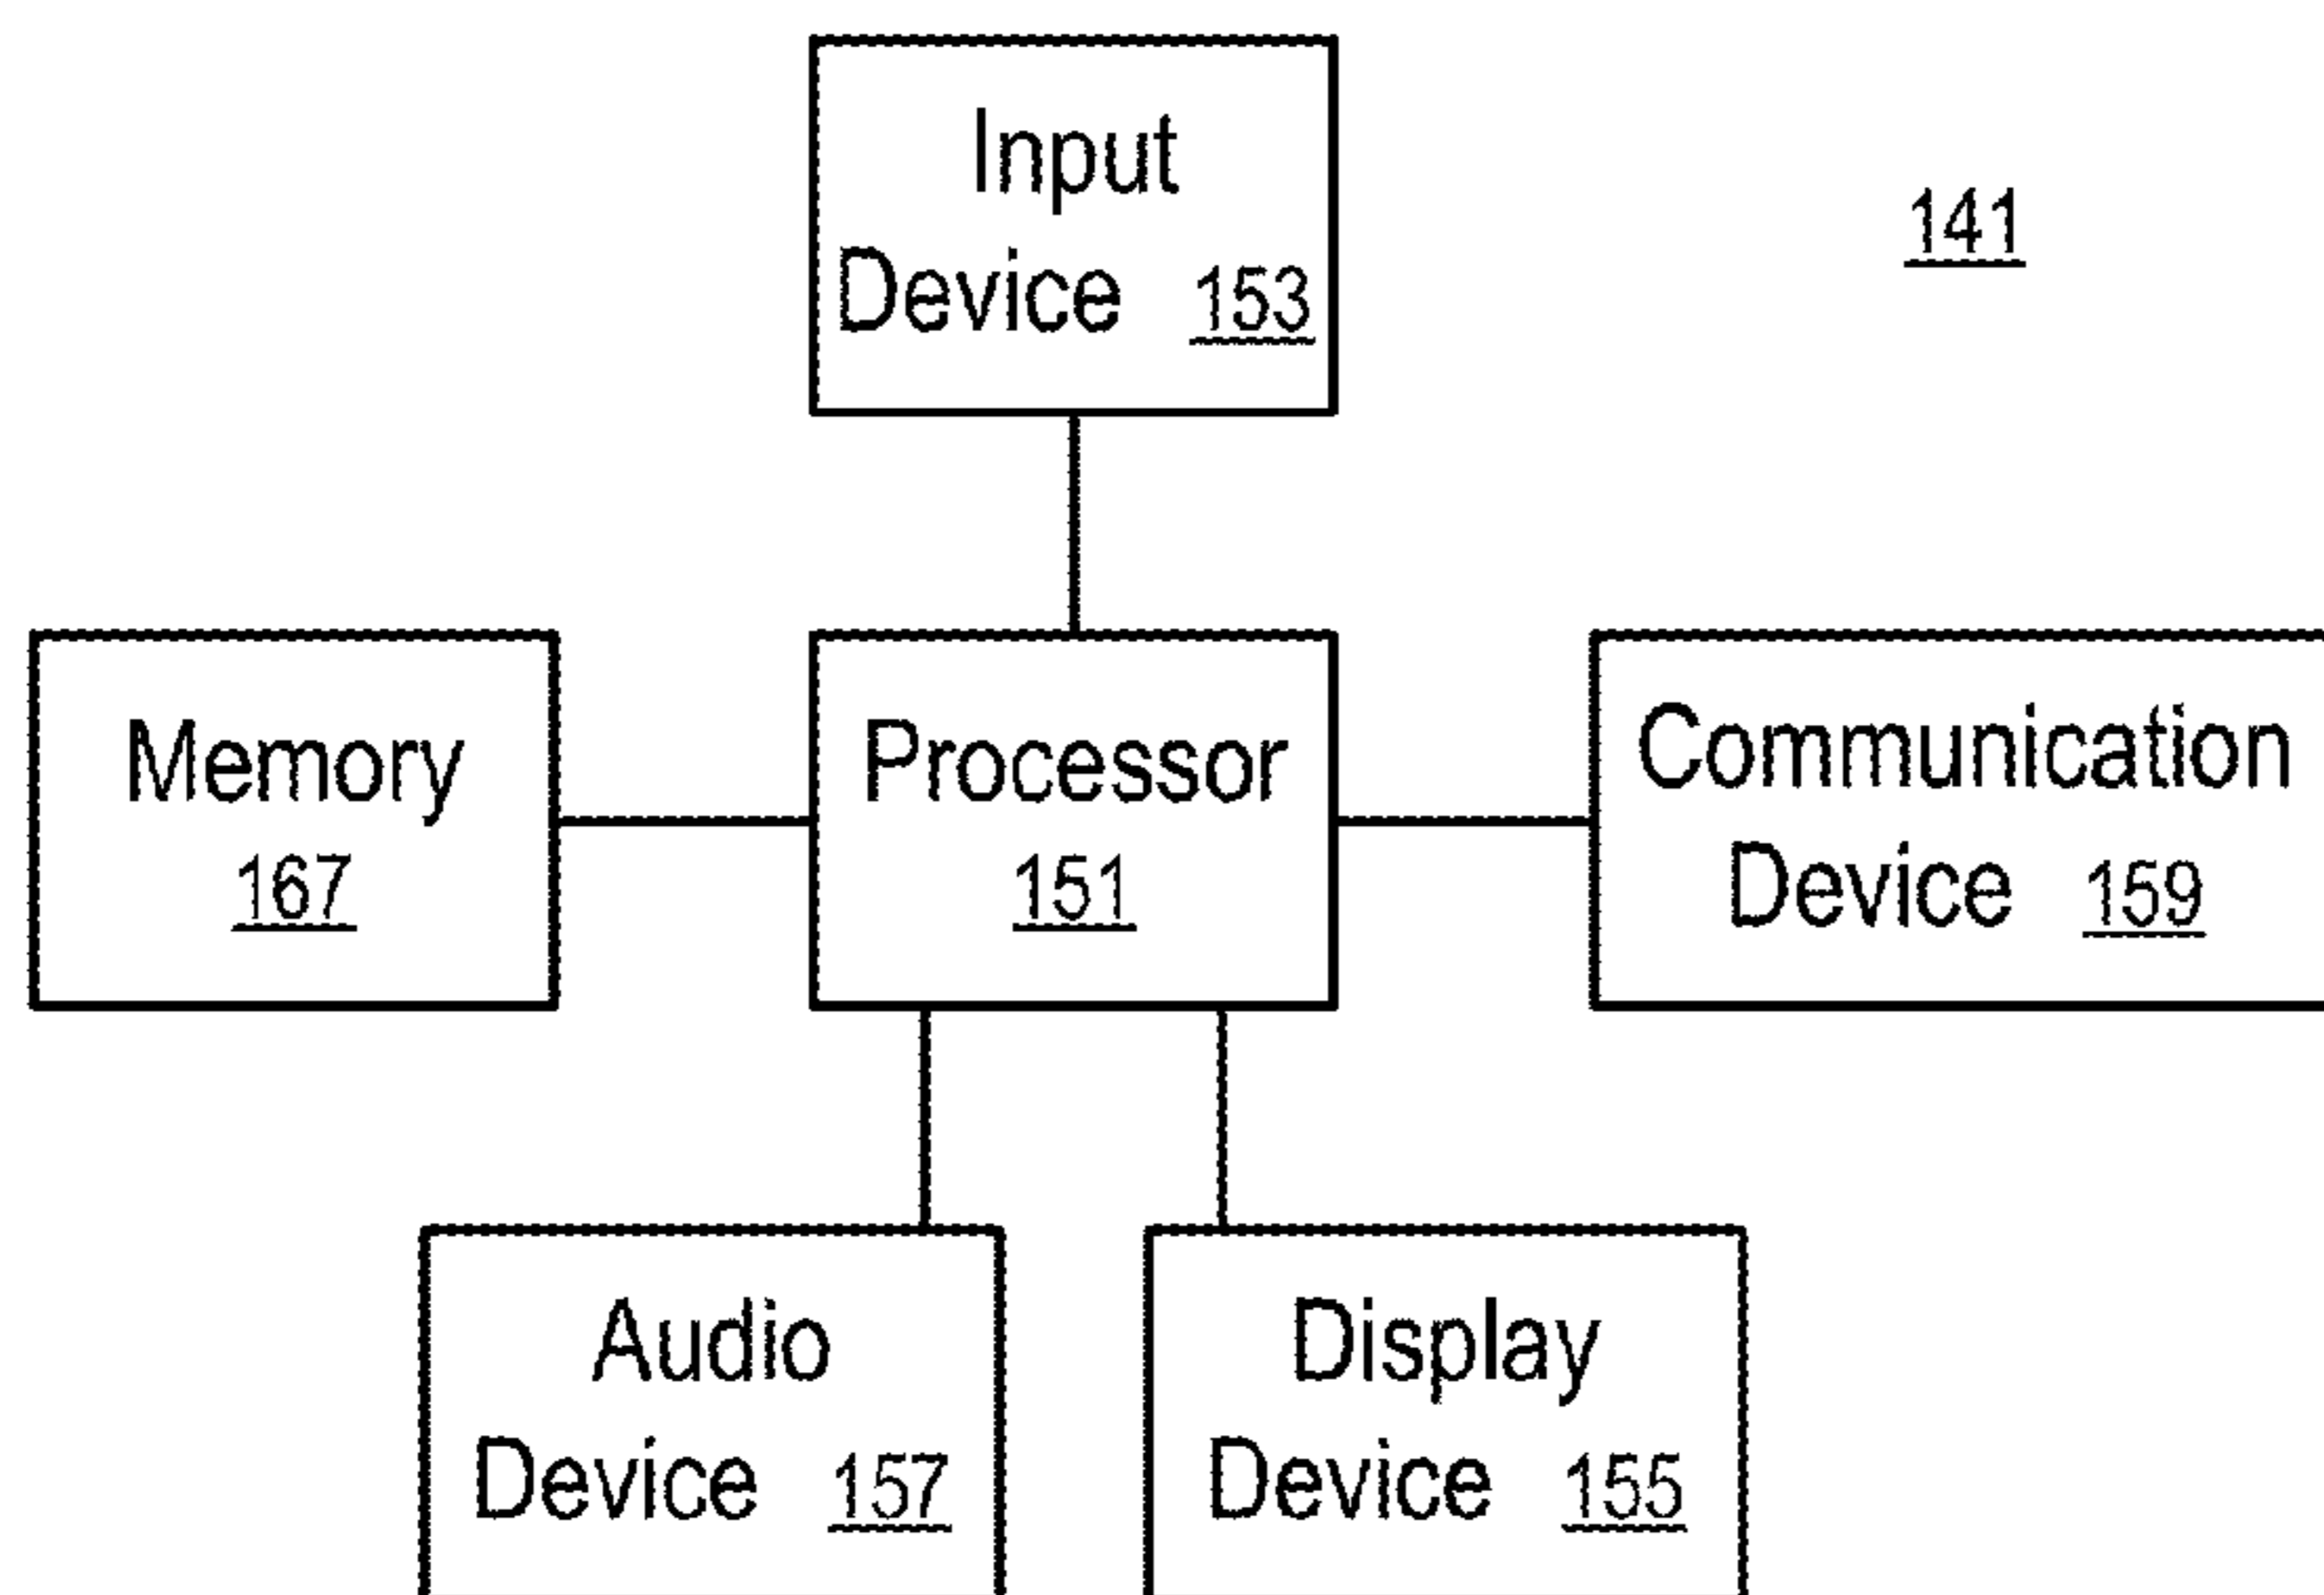 Input
Device 153
141
Memory
167
Processor
151
Communication
Device 159
Audio
Device 157
Display
Device 155